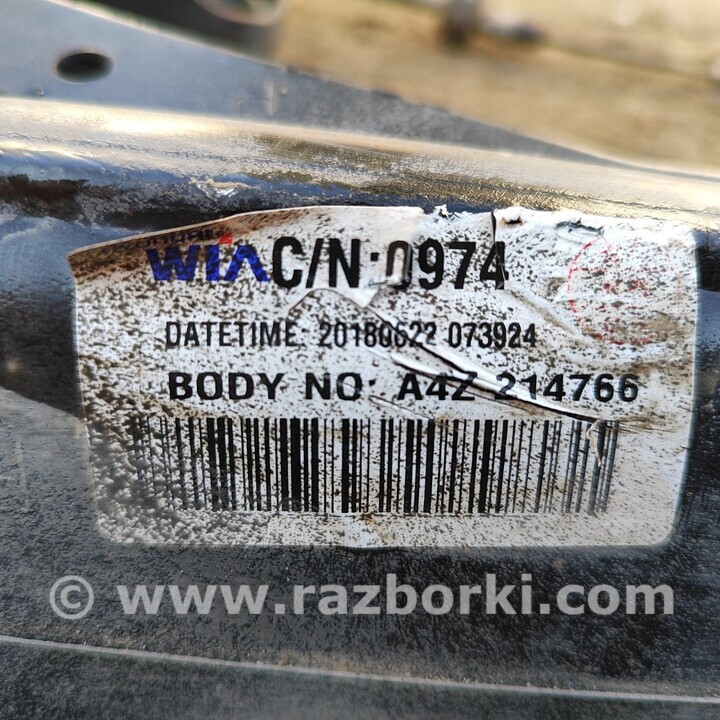 WIA C/N:0974
DATETIME: 20180622 073924
BODY NO: A4Z 214766
© www.razborki.com